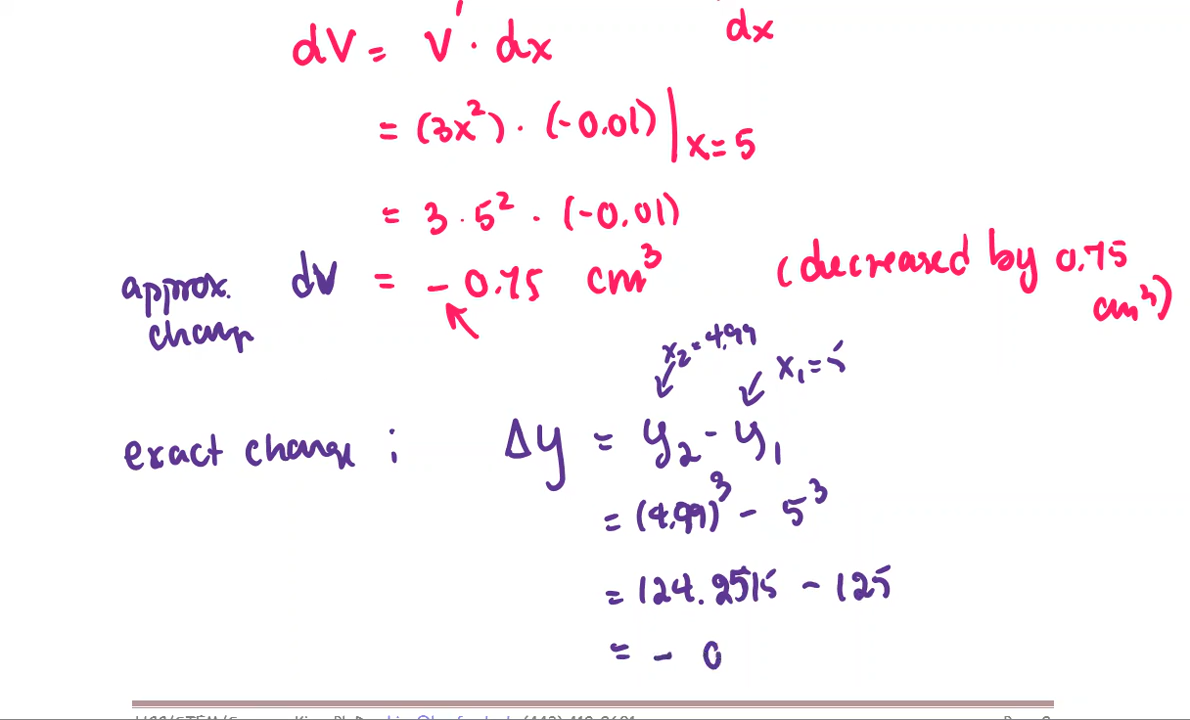 dV = V' · dx
dx
= (3x²) · (-0.01) | x = 5
= 3 · 5² · (-0.01)
approx. change dV = - 0.75 cm³ (decreased by 0.75 cm³)
x₂ = 4.99
x₁ = 5
exact change : Δy = y₂ - y₁
= (4.99)³ - 5³
= 124.2515 - 125
= - 0